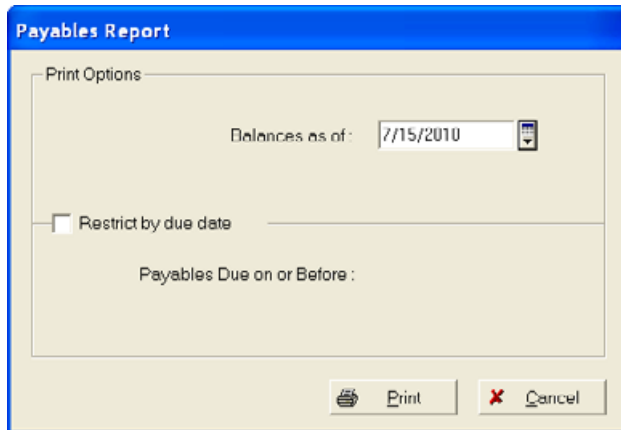 Payables Report
Print Options
Balances as of : 7/15/2010
Restrict by due date
Payables Due on or Before :
Print Cancel